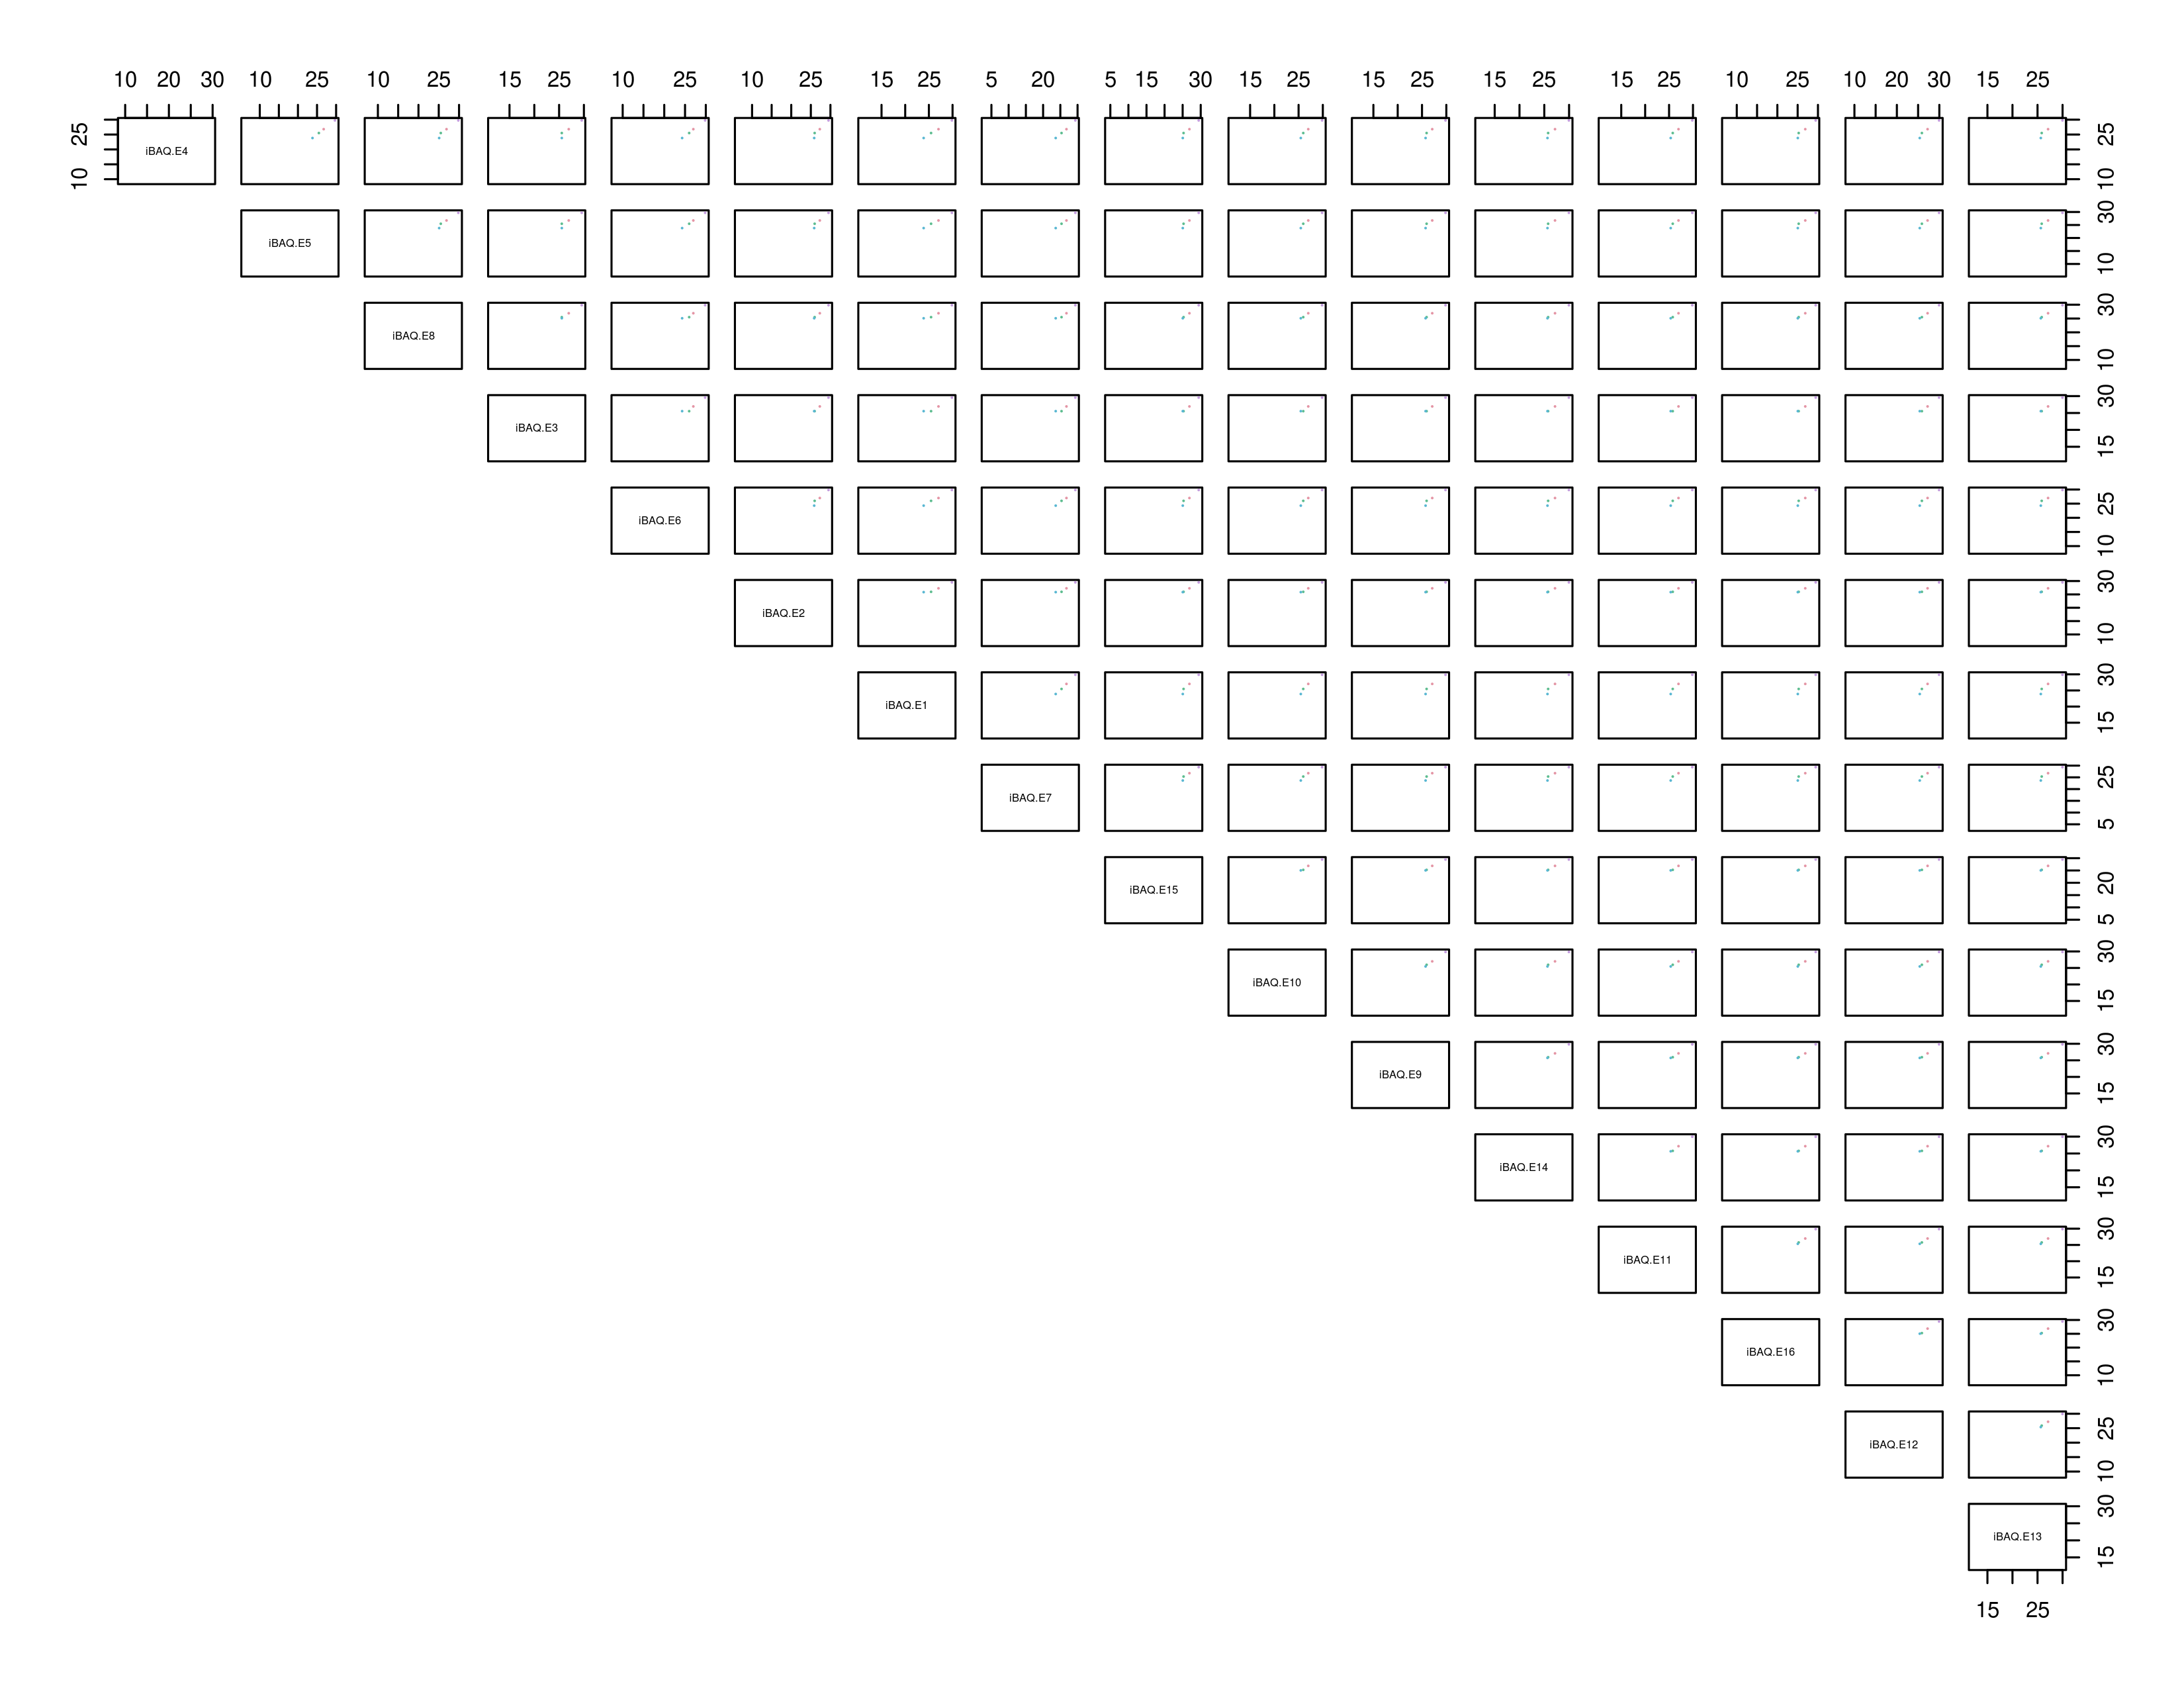 10 20 30 10 25 10 25 15 25 10 25 10 25 15 25 5 20 5 15 30 15 25 15 25 15 25 15 25 10 25 10 20 30 15 25
10 25 iBAQ.E4 10 25
iBAQ.E5 10 30
iBAQ.E8 10 30
iBAQ.E3 15 30
iBAQ.E6 10 25
iBAQ.E2 10 30
iBAQ.E1 15 30
iBAQ.E7 5 25
iBAQ.E15 5 20
iBAQ.E10 15 30
iBAQ.E9 15 30
iBAQ.E14 15 30
iBAQ.E11 15 30
iBAQ.E16 10 30
iBAQ.E12 10 25
iBAQ.E13 15 30
15 25